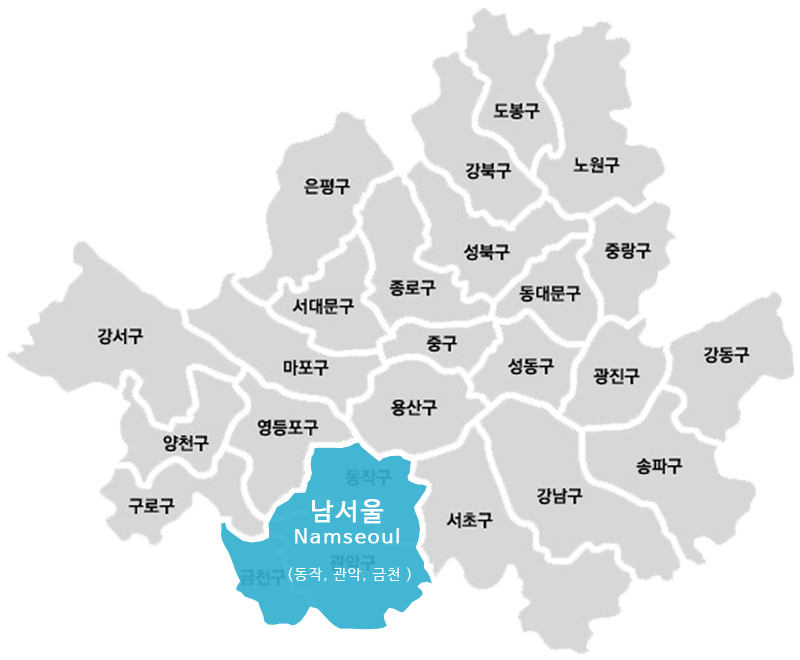 도봉구
강북구
노원구
은평구
성북구
중랑구
종로구
동대문구
서대문구
강서구
중구
강동구
마포구
성동구
광진구
용산구
영등포구
양천구
송파구
동작구
구로구
강남구
남서울
서초구
Namseoul
관악구
금천구
(동작, 관악, 금천 )